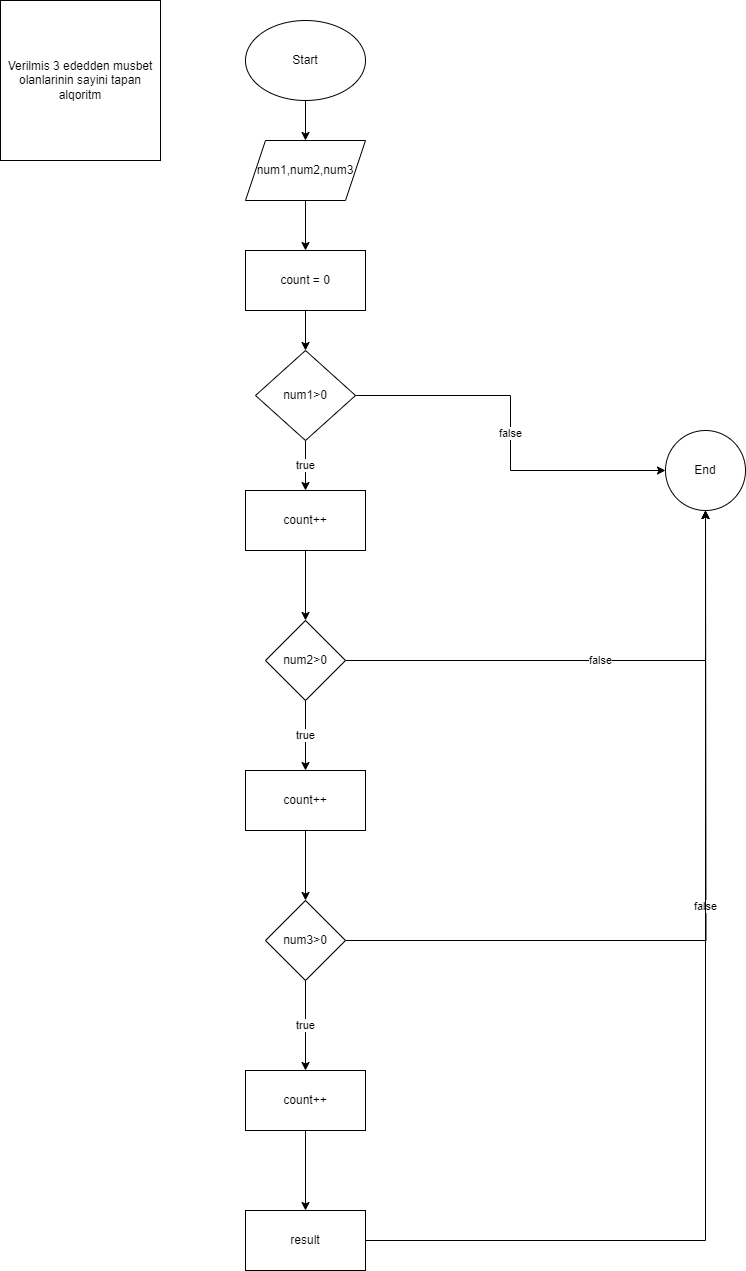 Verilmis 3 ededden musbet
olanlarinin sayini tapan
alqoritm
Start
num1,num2,num3
count = 0
num1>0
false
End
true
count++
num2>0
false
true
count++
false
num3>0
true
count++
result